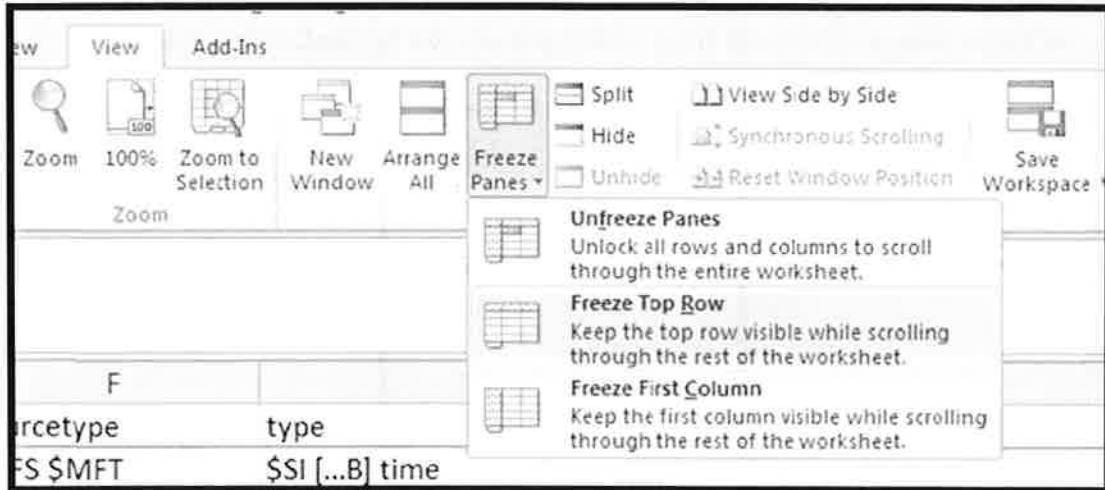 ew View Add-Ins
Zoom
100
100%
Zoom to
Selection
New
Window
Arrange
All
Freeze
Panes
Split
Hide
Unhide
View Side by Side
Synchronous Scrolling
Reset Window Position
Save
Workspace
Zoom
Unfreeze Panes
Unlock all rows and columns to scroll
through the entire worksheet.
Freeze Top Row
Keep the top row visible while scrolling
through the rest of the worksheet.
Freeze First Column
Keep the first column visible while scrolling
through the rest of the worksheet.
F
ircetype type
FS $MFT $SI [...B] time